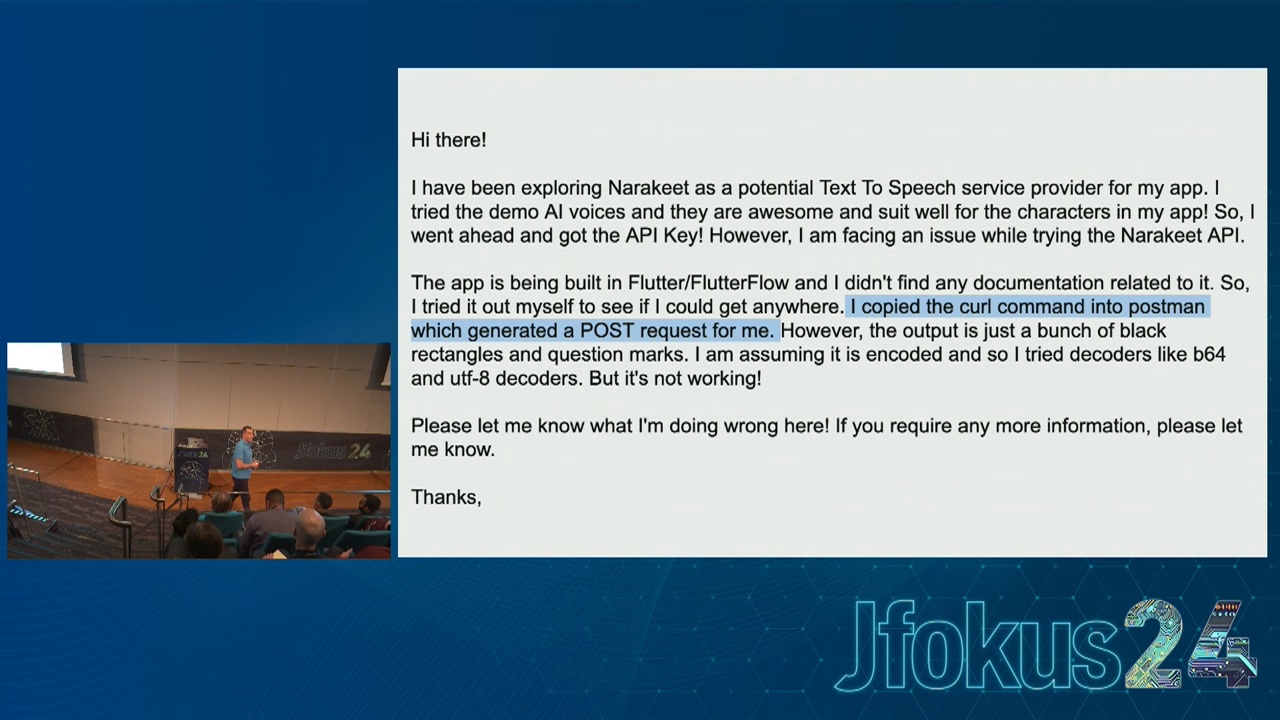 Hi there!
I have been exploring Narakeet as a potential Text To Speech service provider for my app. I
tried the demo AI voices and they are awesome and suit well for the characters in my app! So, I
went ahead and got the API Key! However, I am facing an issue while trying the Narakeet API.
The app is being built in Flutter/FlutterFlow and I didn't find any documentation related to it. So,
I tried it out myself to see if I could get anywhere. I copied the curl command into postman
which generated a POST request for me. However, the output is just a bunch of black
rectangles and question marks. I am assuming it is encoded and so I tried decoders like b64
and utf-8 decoders. But it's not working!
Please let me know what I'm doing wrong here! If you require any more information, please let
me know.
Thanks,
Jfokus24
Jfokus24
Jfokus24